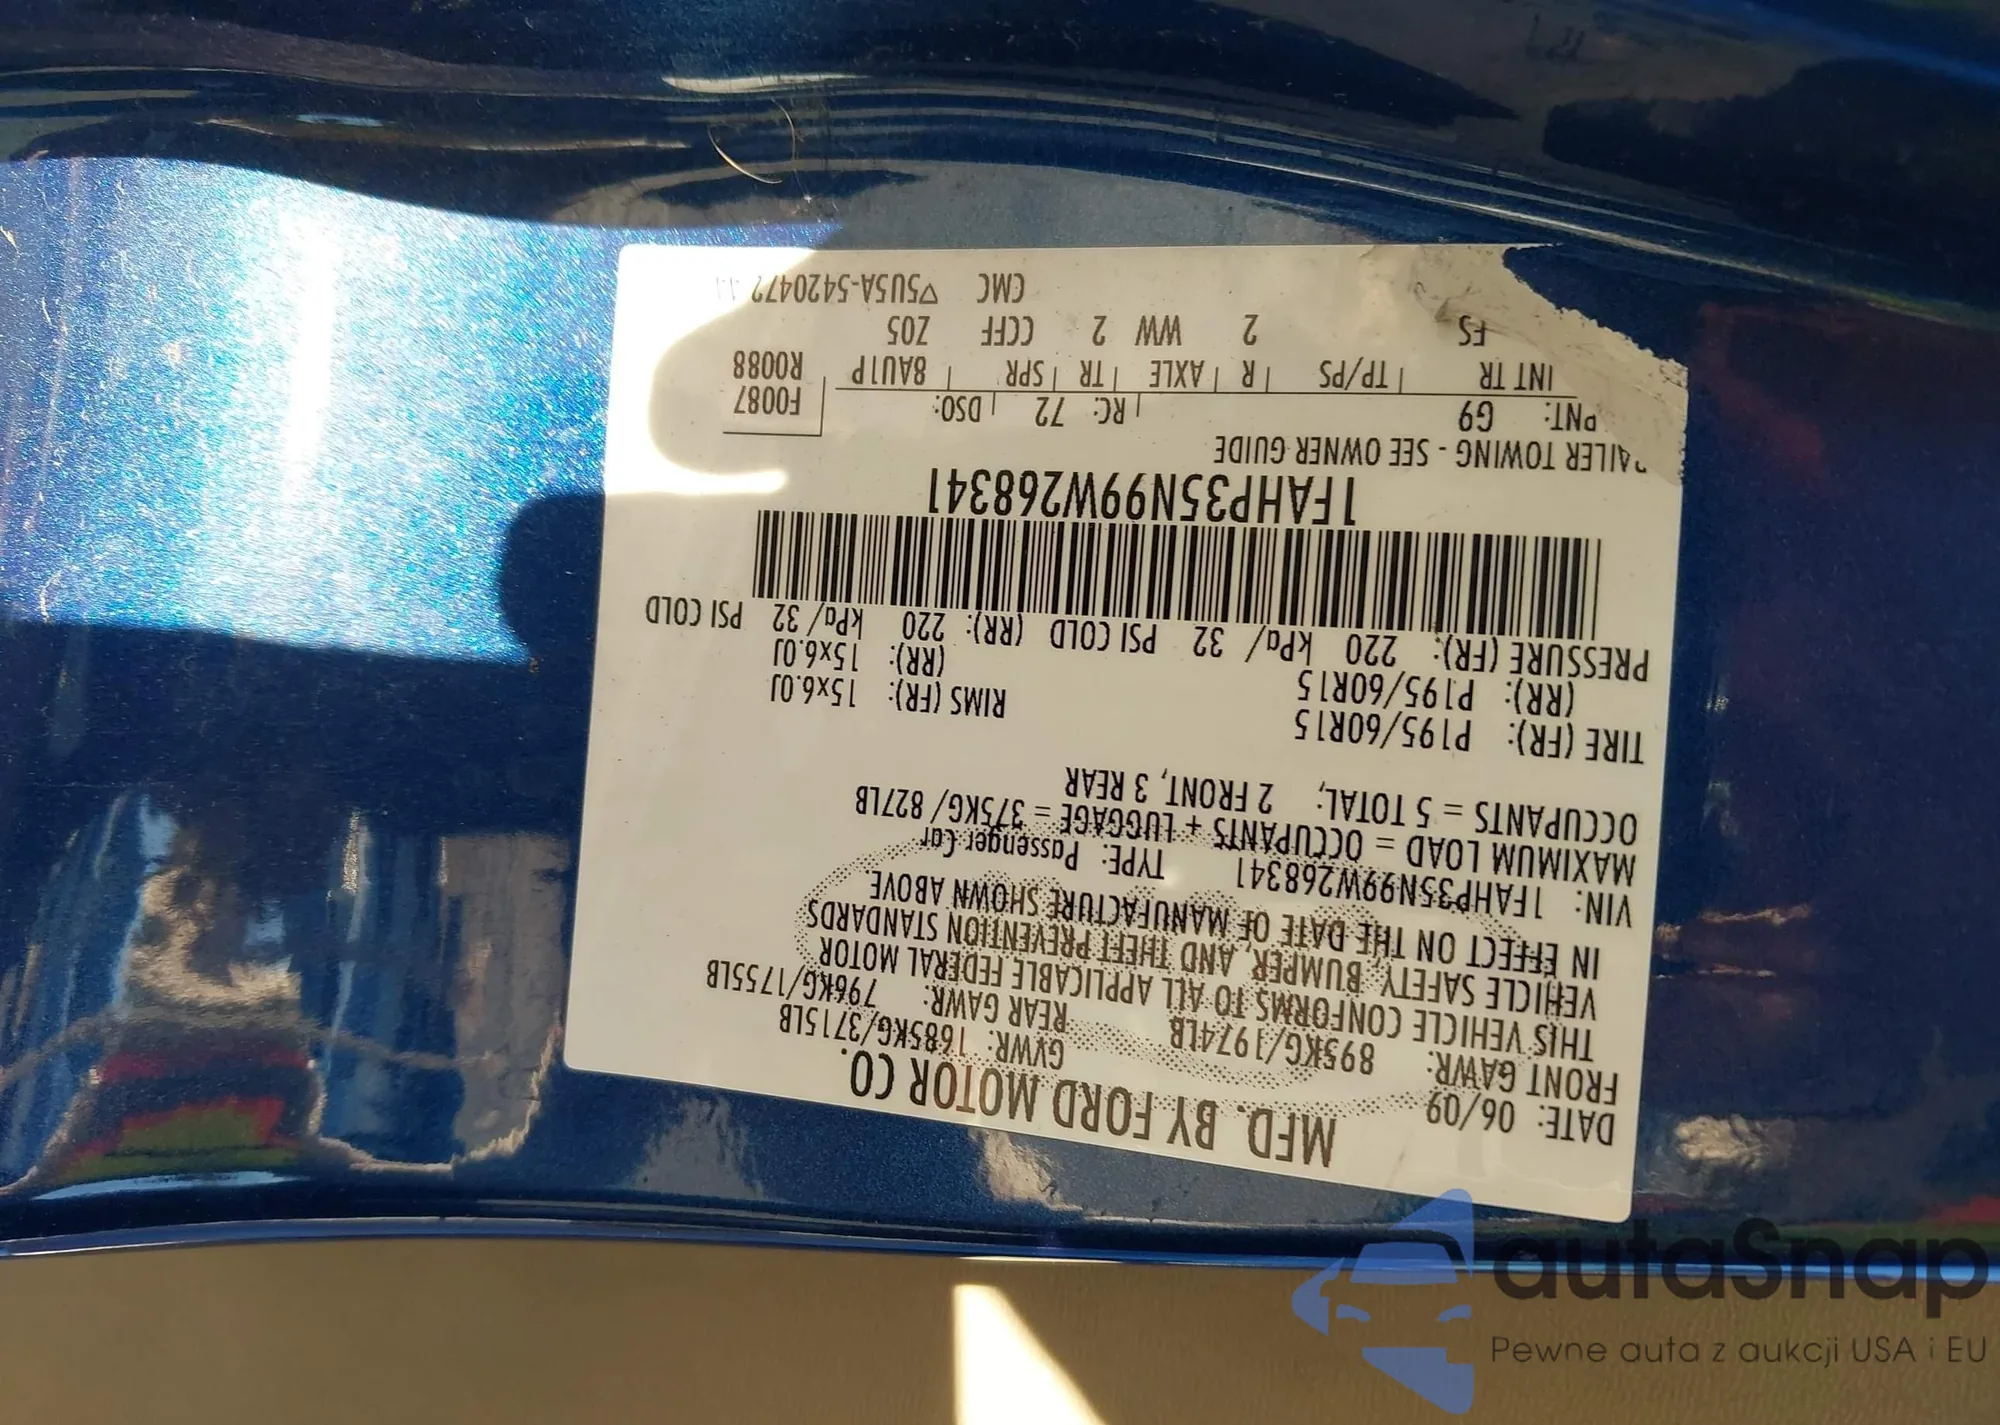 MFD. BY FORD MOTOR CO.
DATE: 06/09 GVWR: 1685KG/3715LB
FRONT GAWR: 895KG/1974LB REAR GAWR: 796KG/1755LB
THIS VEHICLE CONFORMS TO ALL APPLICABLE FEDERAL MOTOR
VEHICLE SAFETY, BUMPER, AND THEFT PREVENTION STANDARDS
IN EFFECT ON THE DATE OF MANUFACTURE SHOWN ABOVE
VIN: 1FAHP35N99W268341 TYPE: Passenger Car
MAXIMUM LOAD = OCCUPANTS + LUGGAGE = 375KG/ 827LB
OCCUPANTS = 5 TOTAL; 2 FRONT, 3 REAR
TIRE (FR): P195/60R15 RIMS (FR): 15x6.0J
(RR): P195/60R15 (RR): 15x6.0J
PRESSURE (FR): 220 kPa/ 32 PSI COLD (RR): 220 kPa/ 32 PSI COLD
1FAHP35N99W268341
RAILER TOWING - SEE OWNER GUIDE
PNT: G9 RC: 72 DSO: F0087
INT TR TP/PS R AXLE TR SPR 8AU1P R0088
FS 2 WW 2 CCFF Z05
CMC ▽5U5A-5420472
autaSnap
Pewne auta z aukcji USA i EU